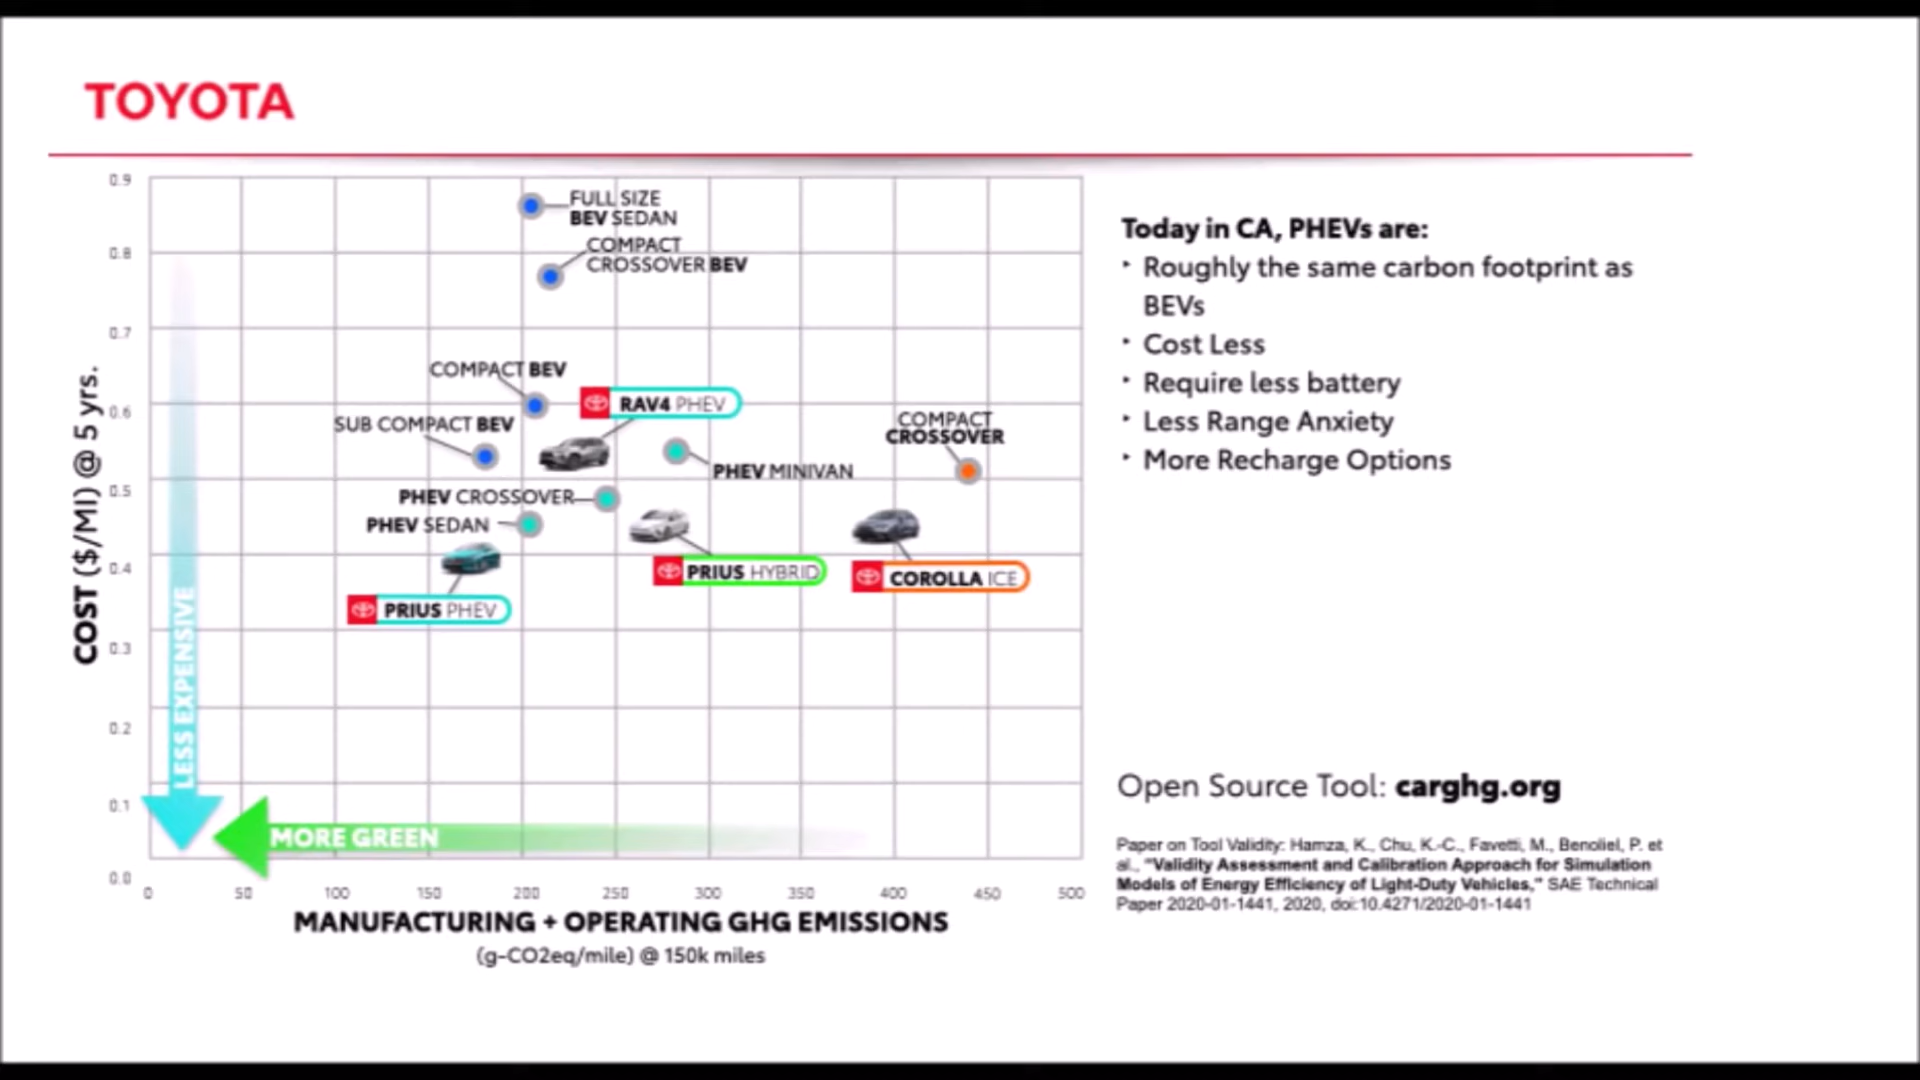 TOYOTA
0.9
0.8
0.7
0.6
0.5
0.4
0.3
0.2
0.1
0.0
COST ($/MI) @ 5 yrs.
LESS EXPENSIVE
MORE GREEN
FULL SIZE
BEV SEDAN
COMPACT
CROSSOVER BEV
COMPACT BEV
RAV4 PHEV
SUB COMPACT BEV
COMPACT
CROSSOVER
PHEV MINIVAN
PHEV CROSSOVER
PHEV SEDAN
PRIUS HYBRID
COROLLA ICE
PRIUS PHEV
0 50 100 150 200 250 300 350 400 450 500
MANUFACTURING + OPERATING GHG EMISSIONS
(g-CO2eq/mile) @ 150k miles
Today in CA, PHEVs are:
• Roughly the same carbon footprint as
BEVs
• Cost Less
• Require less battery
• Less Range Anxiety
• More Recharge Options
Open Source Tool: carghg.org
Paper on Tool Validity: Hamza, K., Chu, K.-C., Favetti, M., Benoliel, P. et
al., "Validity Assessment and Calibration Approach for Simulation
Models of Energy Efficiency of Light-Duty Vehicles," SAE Technical
Paper 2020-01-1441, 2020, doi:10.4271/2020-01-1441